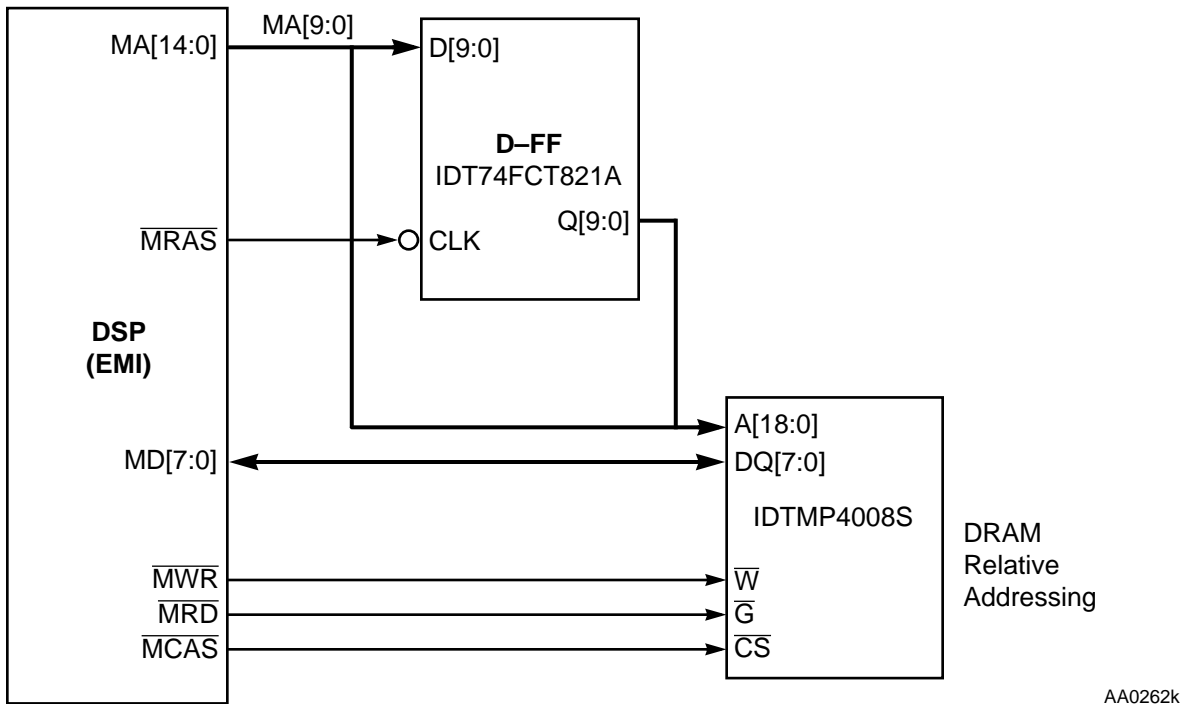 MA[14:0]
MA[9:0]
D[9:0]
D–FF
IDT74FCT821A
Q[9:0]
MRAS
CLK
DSP
(EMI)
A[18:0]
MD[7:0]
DQ[7:0]
IDTMP4008S
DRAM
Relative
Addressing
MWR
W
MRD
G
MCAS
CS
AA0262k